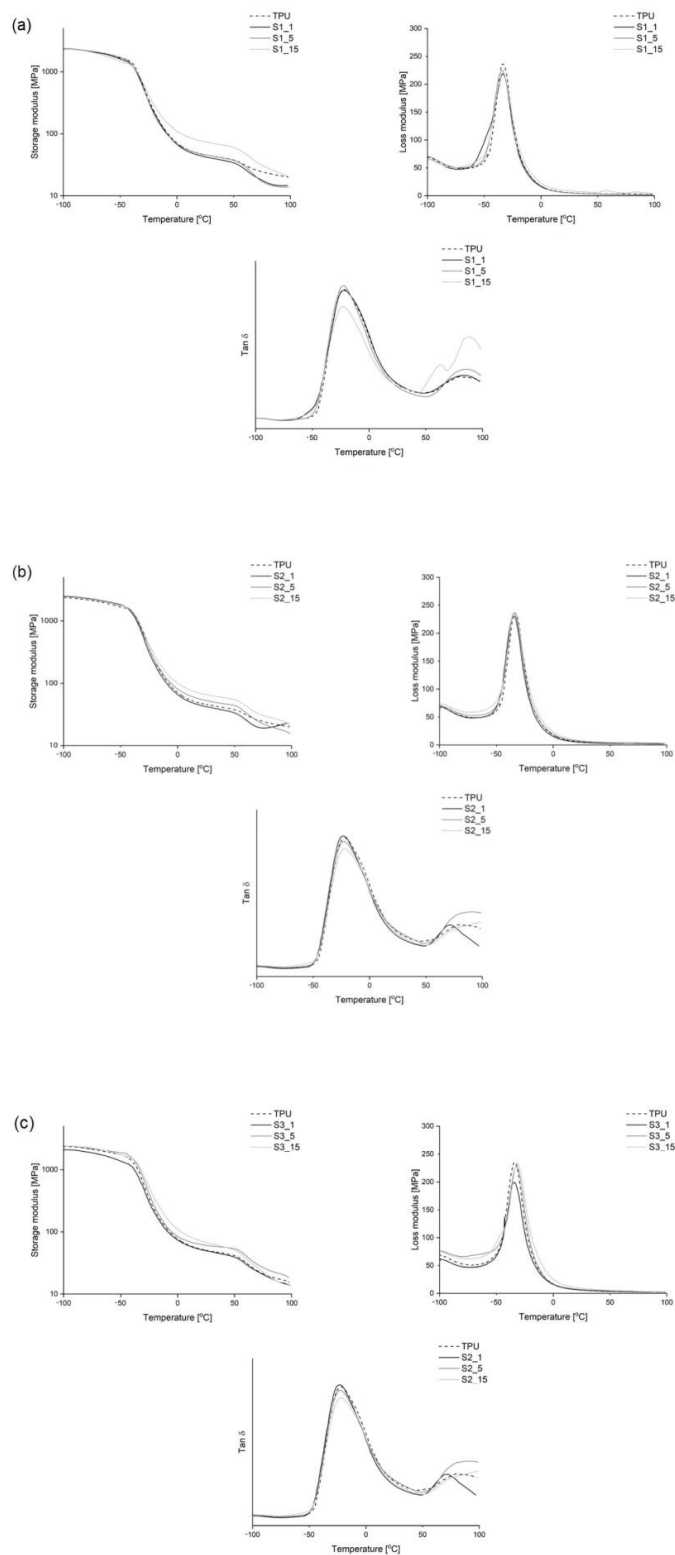 (a)
TPU
S1_1
S1_5
S1_15
Storage modulus [MPa]
1000
100
10
-100
-50
0
50
100
Temperature [°C]
TPU
S1_1
S1_5
S1_15
Loss modulus [MPa]
300
250
200
150
100
50
0
-100
-50
0
50
100
Temperature [°C]
TPU
S1_1
S1_5
S1_15
Tan δ
-100
-50
0
50
100
Temperature [°C]
(b)
TPU
S2_1
S2_5
S2_15
Storage modulus [MPa]
1000
100
10
-100
-50
0
50
100
Temperature [°C]
TPU
S2_1
S2_5
S2_15
Loss modulus [MPa]
300
250
200
150
100
50
0
-100
-50
0
50
100
Temperature [°C]
TPU
S2_1
S2_5
S2_15
Tan δ
-100
-50
0
50
100
Temperature [°C]
(c)
TPU
S3_1
S3_5
S3_15
Storage modulus [MPa]
1000
100
10
-100
-50
0
50
100
Temperature [°C]
TPU
S3_1
S3_5
S3_15
Loss modulus [MPa]
300
250
200
150
100
50
0
-100
-50
0
50
100
Temperature [°C]
TPU
S2_1
S2_5
S2_15
Tan δ
-100
-50
0
50
100
Temperature [°C]